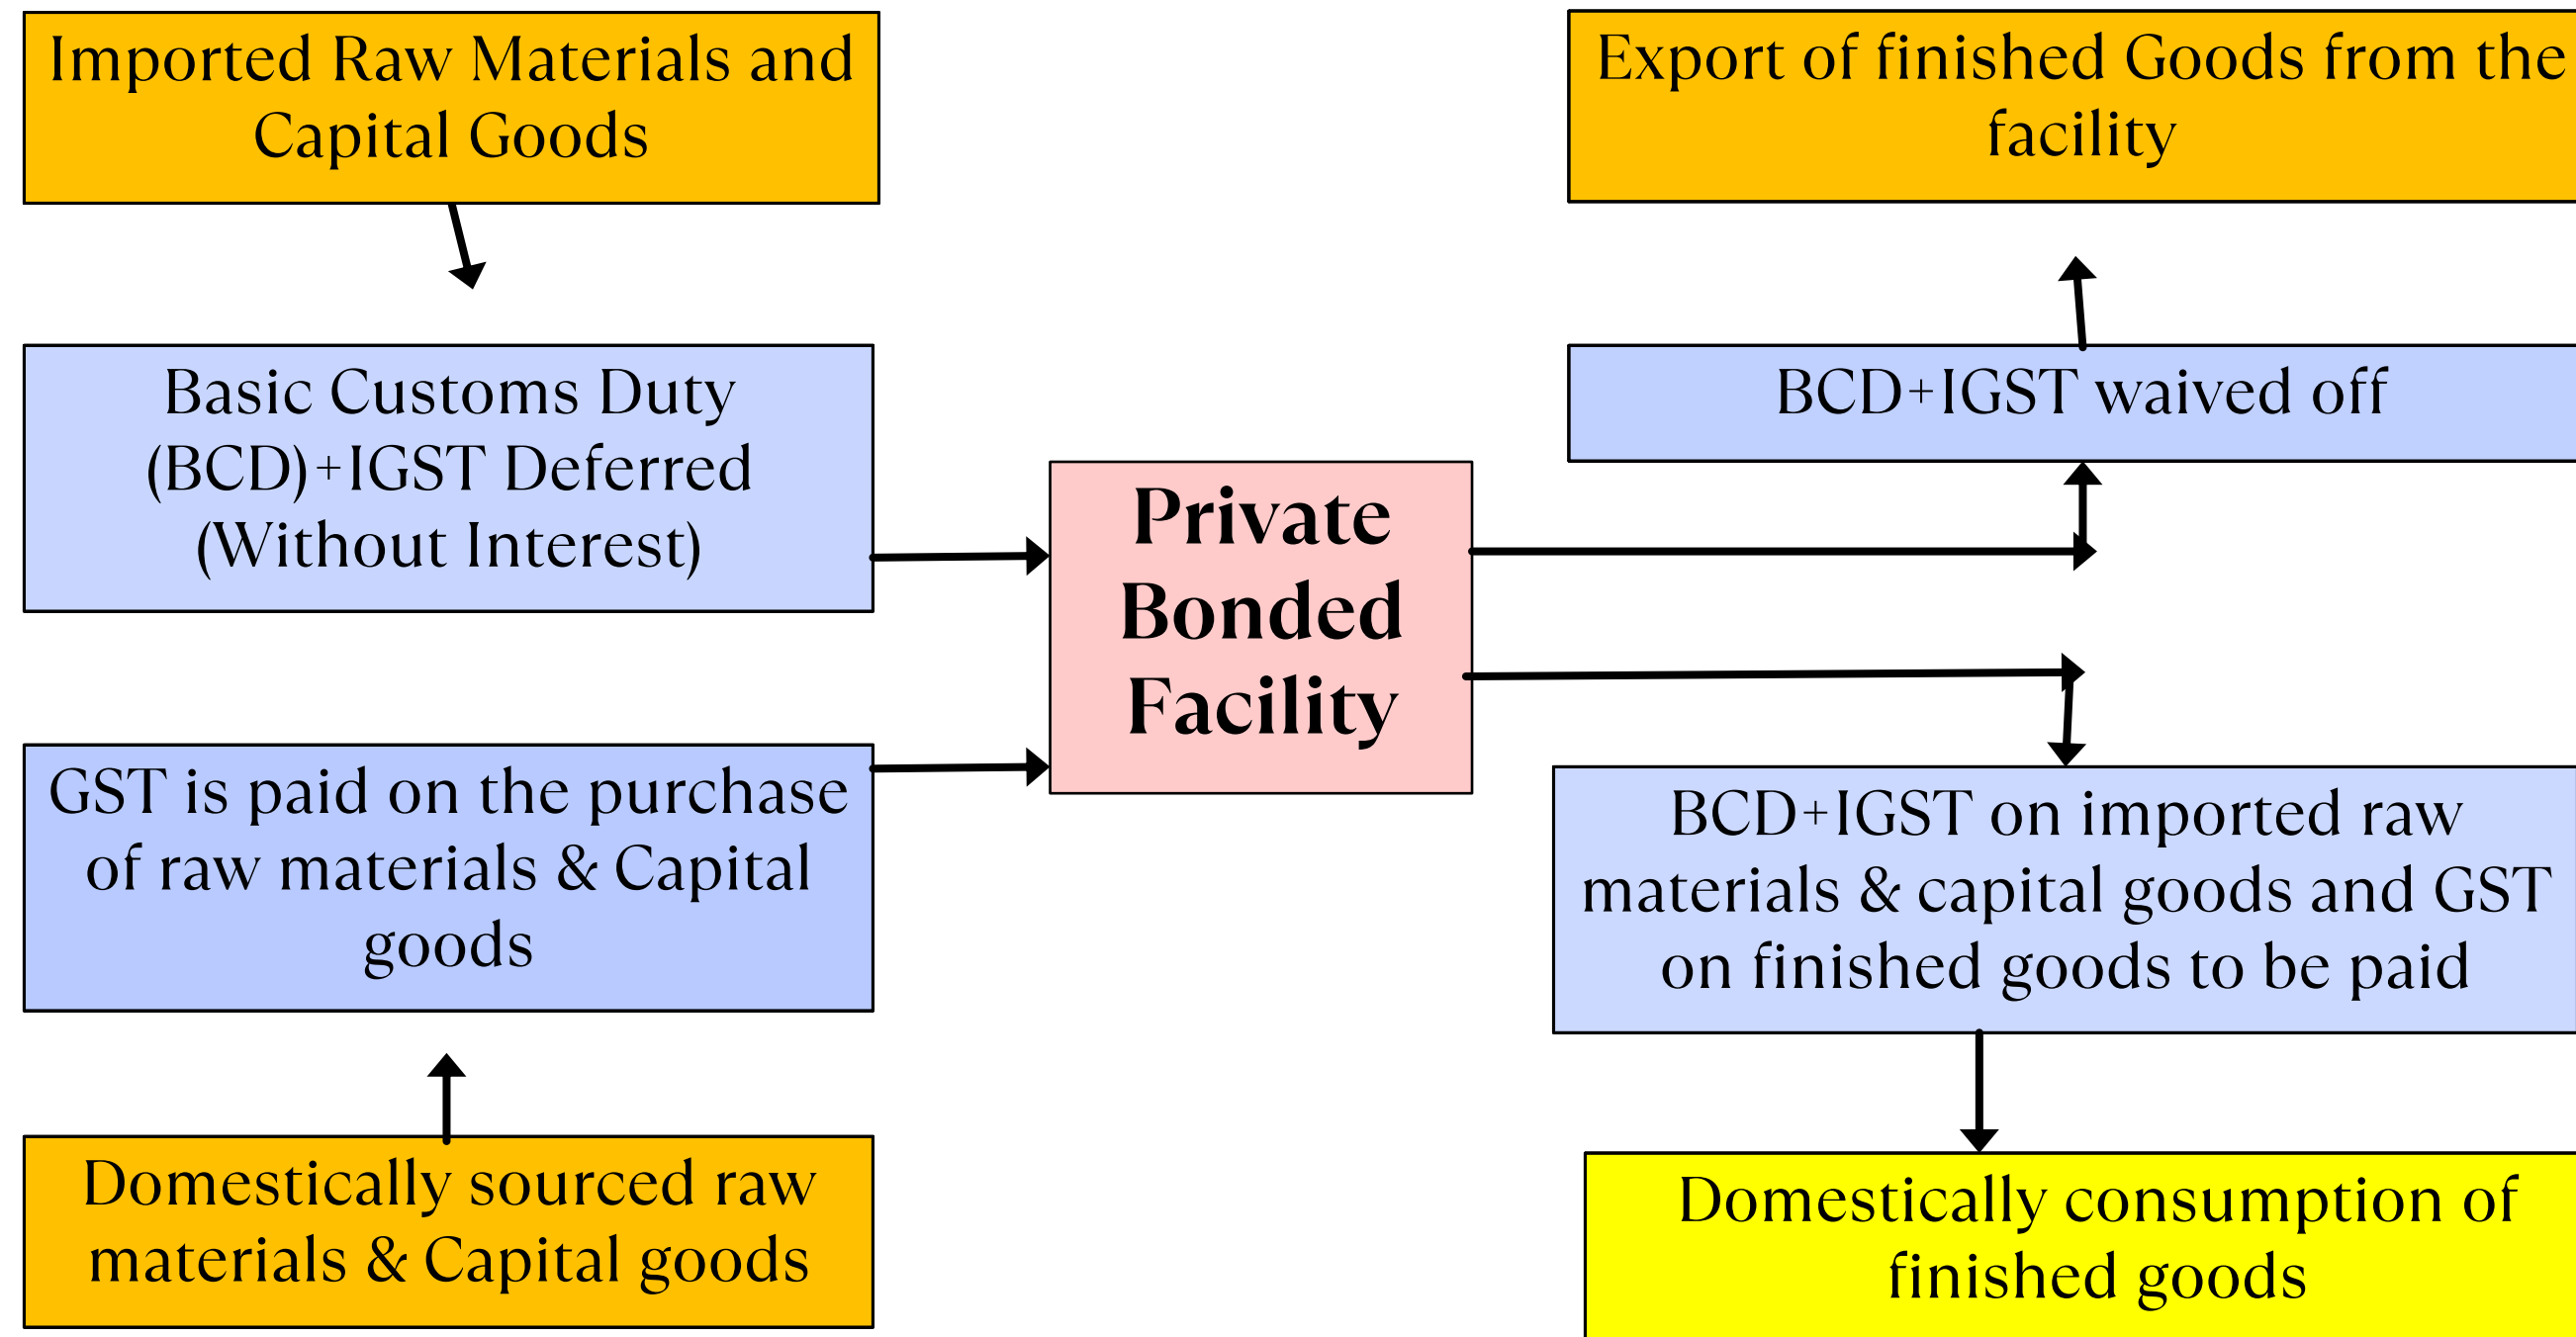 Imported Raw Materials and
Capital Goods
Basic Customs Duty
(BCD)+IGST Deferred
(Without Interest)
GST is paid on the purchase
of raw materials & Capital
goods
Domestically sourced raw
materials & Capital goods
Private
Bonded
Facility
Export of finished Goods from the
facility
BCD+IGST waived off
BCD+IGST on imported raw
materials & capital goods and GST
on finished goods to be paid
Domestically consumption of
finished goods